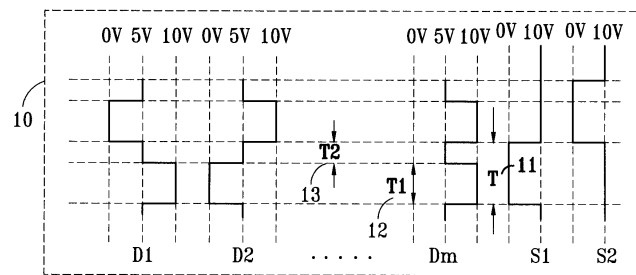 0V 5V 10V 0V 5V 10V 0V 5V 10V 0V 10V 0V 10V
10
T2
13
T1
12
T 11
D1 D2 ..... Dm S1 S2